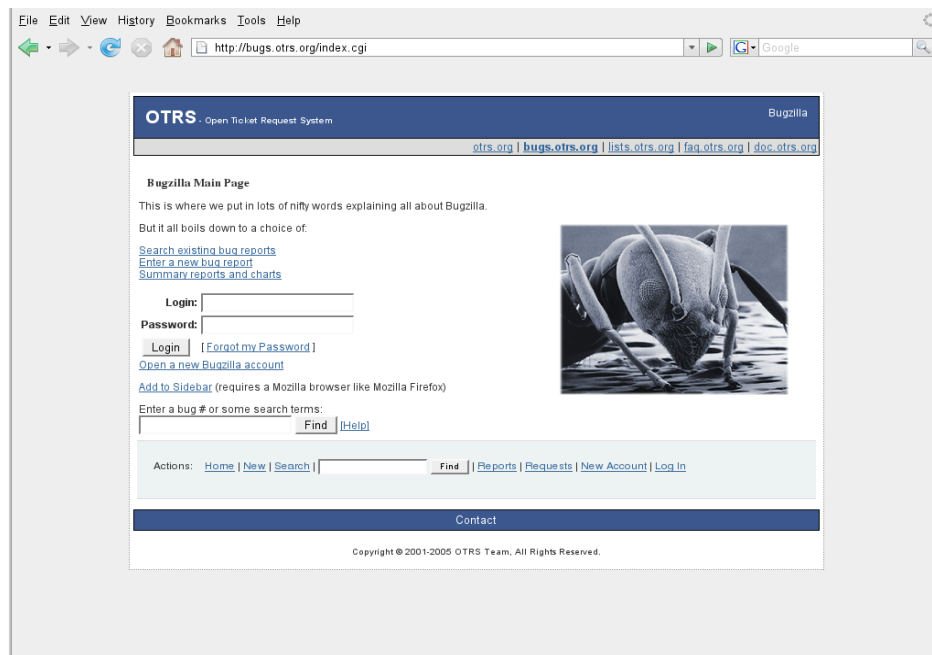 File Edit View History Bookmarks Tools Help
http://bugs.otrs.org/index.cgi
Google
OTRS - Open Ticket Request System
Bugzilla
otrs.org | bugs.otrs.org | lists.otrs.org | faq.otrs.org | doc.otrs.org
Bugzilla Main Page
This is where we put in lots of nifty words explaining all about Bugzilla.
But it all boils down to a choice of:
Search existing bug reports
Enter a new bug report
Summary reports and charts
Login:
Password:
Login [ Forgot my Password ]
Open a new Bugzilla account
Add to Sidebar (requires a Mozilla browser like Mozilla Firefox)
Enter a bug # or some search terms:
Find [Help]
Actions: Home | New | Search | Find | Reports | Requests | New Account | Log In
Contact
Copyright © 2001-2005 OTRS Team, All Rights Reserved.